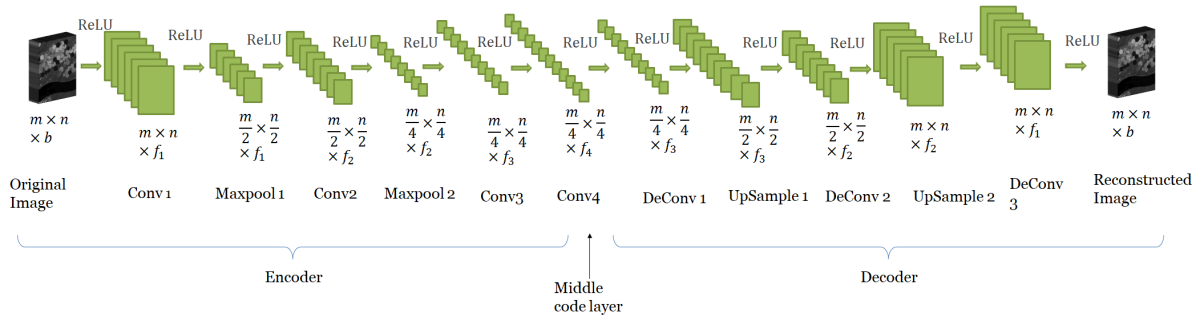 ReLU
ReLU
ReLU
ReLU
ReLU
ReLU
ReLU
ReLU
ReLU
ReLU
ReLU
ReLU
m × n
× b
m × n
× f₁
m/2 × n/2
× f₁
m/2 × n/2
× f₂
m/4 × n/4
× f₂
m/4 × n/4
× f₃
m/4 × n/4
× f₄
m/4 × n/4
× f₃
m/2 × n/2
× f₃
m/2 × n/2
× f₂
m × n
× f₂
m × n
× f₁
m × n
× b
Original
Image
Conv 1
Maxpool 1
Conv2
Maxpool 2
Conv3
Conv4
DeConv 1
UpSample 1
DeConv 2
UpSample 2
DeConv
3
Reconstructed
Image
Encoder
Middle
code layer
Decoder